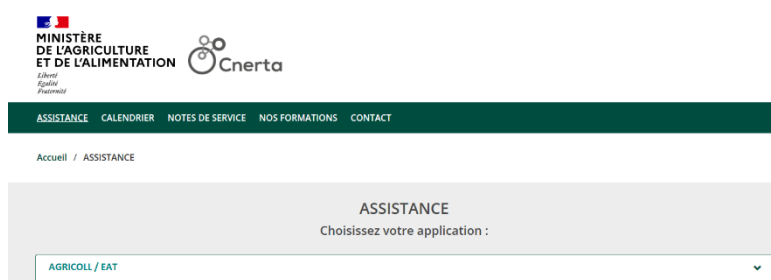 MINISTÈRE
DE L'AGRICULTURE
ET DE L'ALIMENTATION
Liberté
Égalité
Fraternité
Cnerta
ASSISTANCE CALENDRIER NOTES DE SERVICE NOS FORMATIONS CONTACT
Accueil / ASSISTANCE
ASSISTANCE
Choisissez votre application :
AGRICOLL / EAT